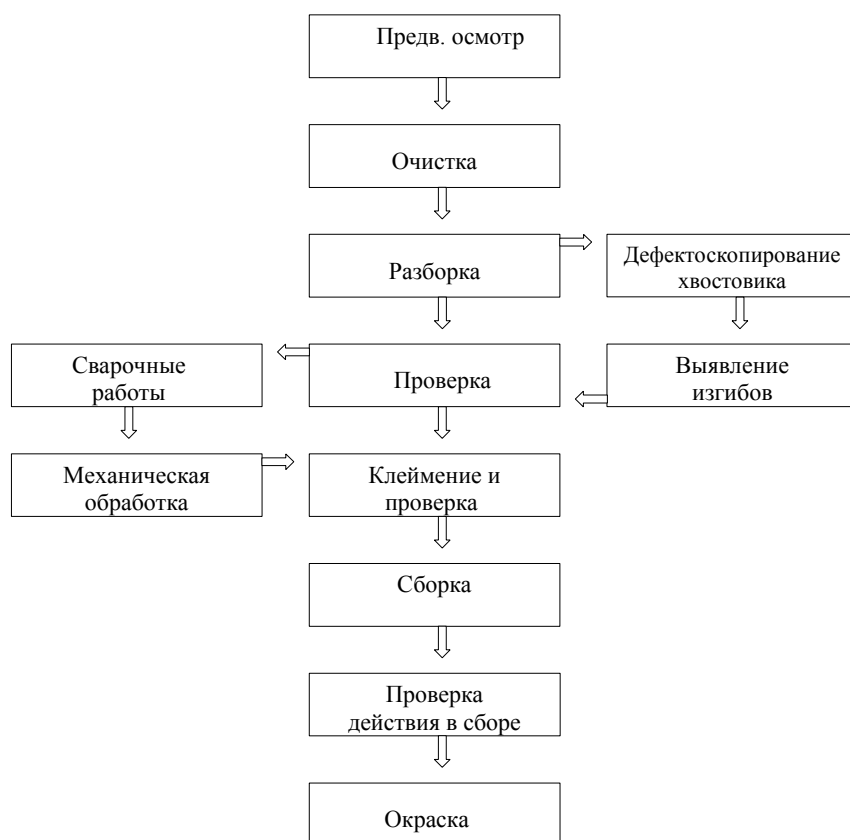 Предв. осмотр
Очистка
Разборка
Дефектоскопирование
хвостовика
Сварочные
работы
Проверка
Выявление
изгибов
Механическая
обработка
Клеймение и
проверка
Сборка
Проверка
действия в сборе
Окраска